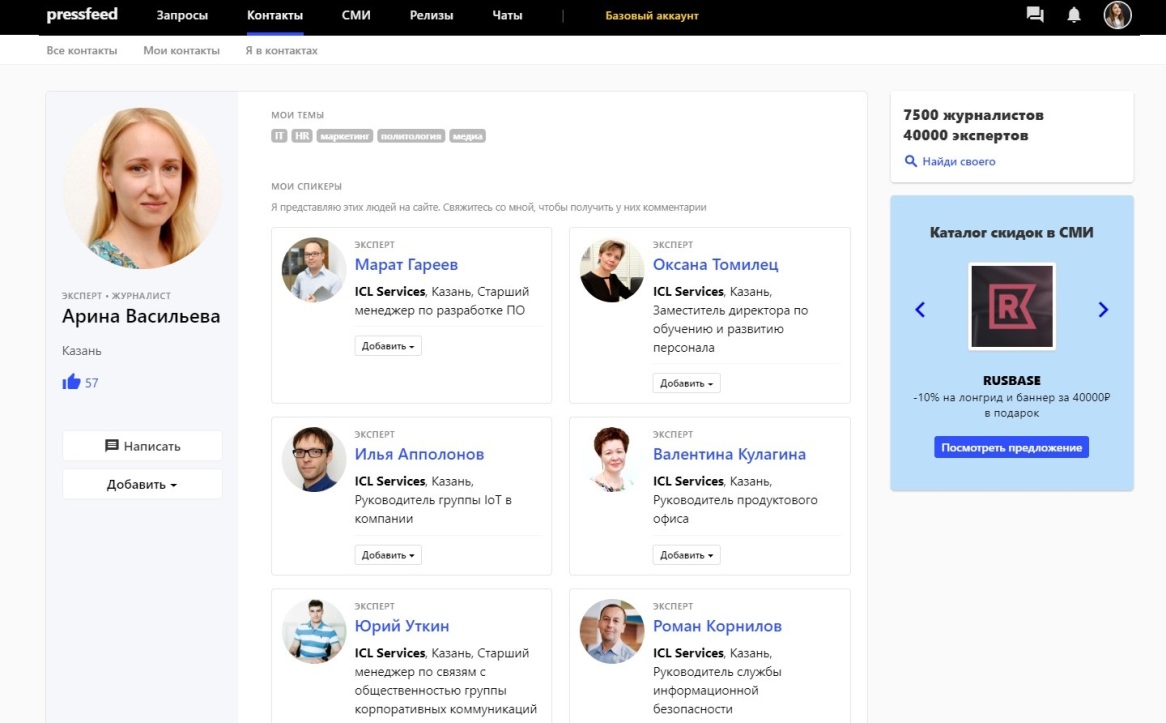 pressfeed
Запросы
Контакты
СМИ
Релизы
Чаты
Базовый аккаунт
Все контакты
Мои контакты
Я в контактах
ЭКСПЕРТ • ЖУРНАЛИСТ
Арина Васильева
Казань
57
Написать
Добавить
МОИ ТЕМЫ
IT HR маркетинг политология медиа
МОИ СПИКЕРЫ
Я представляю этих людей на сайте. Свяжитесь со мной, чтобы получить у них комментарии
ЭКСПЕРТ
Марат Гареев
ICL Services, Казань, Старший
менеджер по разработке ПО
Добавить
ЭКСПЕРТ
Оксана Томилец
ICL Services, Казань,
Заместитель директора по
обучению и развитию
персонала
Добавить
ЭКСПЕРТ
Илья Апполонов
ICL Services, Казань,
Руководитель группы IoT в
компании
Добавить
ЭКСПЕРТ
Валентина Кулагина
ICL Services, Казань,
Руководитель продуктового
офиса
Добавить
ЭКСПЕРТ
Юрий Уткин
ICL Services, Казань, Старший
менеджер по связям с
общественностью группы
корпоративных коммуникаций
ЭКСПЕРТ
Роман Корнилов
ICL Services, Казань,
Руководитель службы
информационной
безопасности
7500 журналистов
40000 экспертов
Найди своего
Каталог скидок в СМИ
R
RUSBASE
-10% на лонгрид и баннер за 40000₽
в подарок
Посмотреть предложение